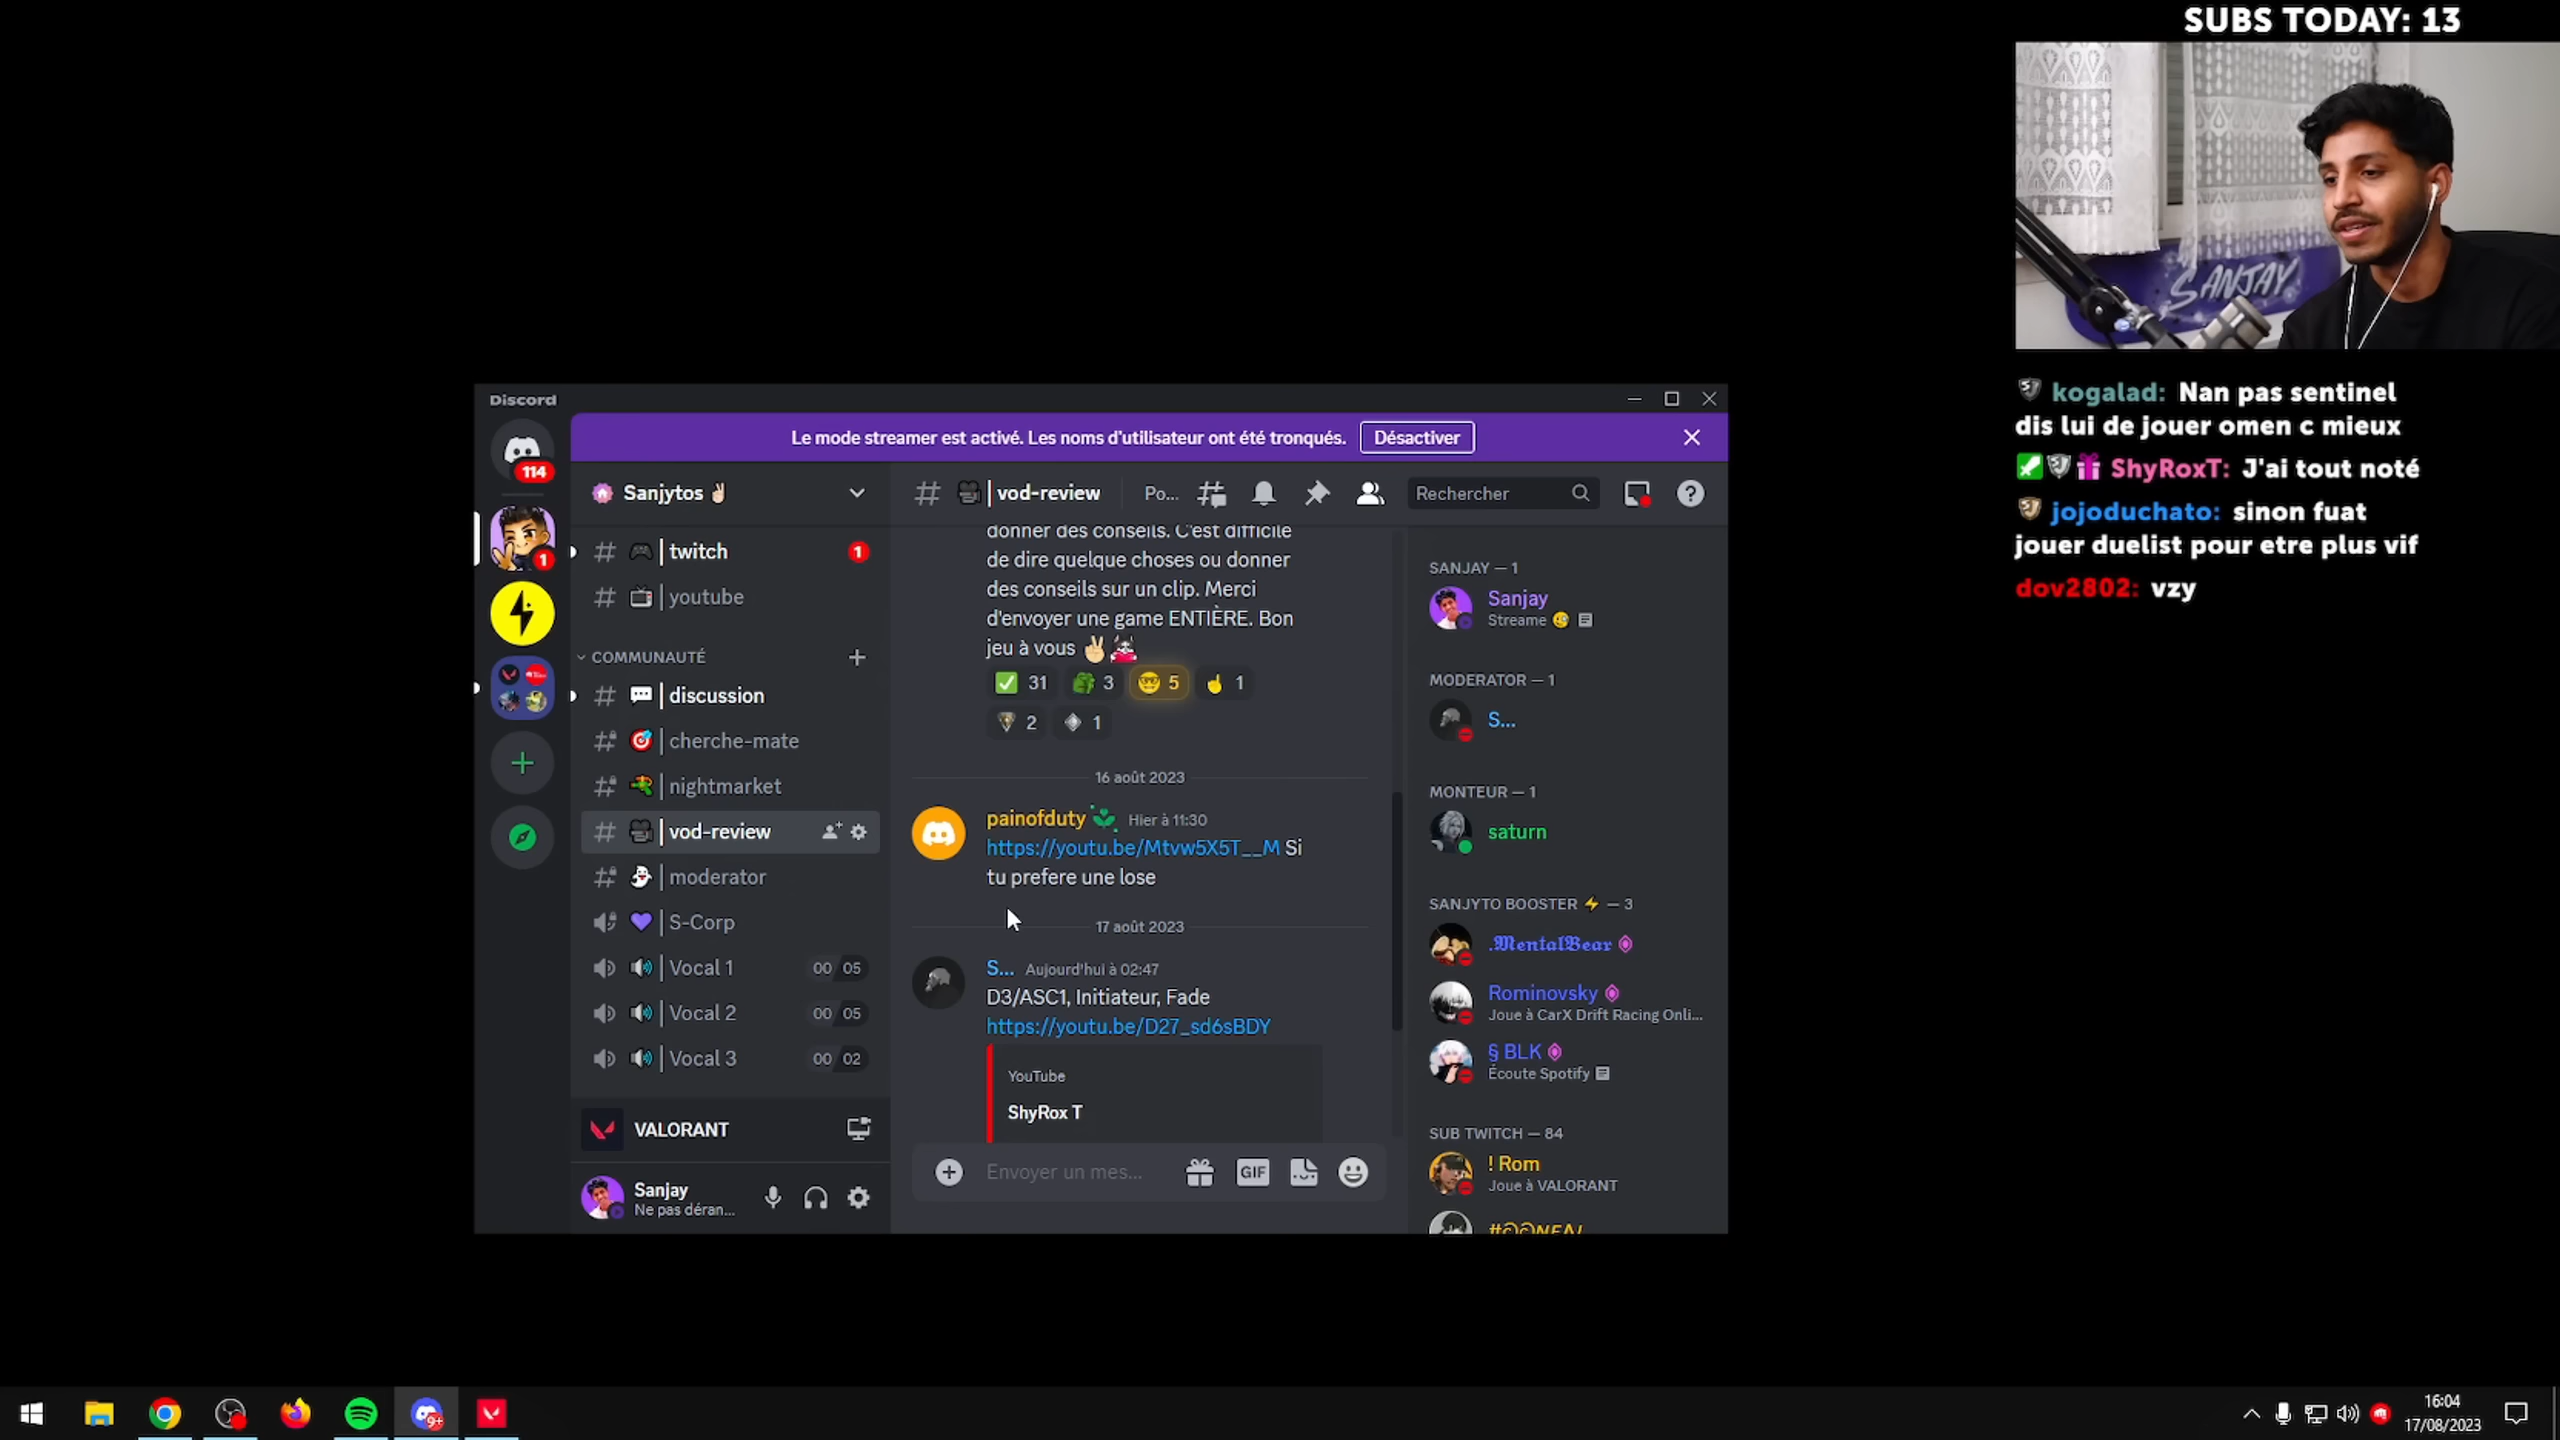 SUBS TODAY: 13
SANJAY
kogalad: Nan pas sentinel
dis lui de jouer omen c mieux
ShyRoxT: J'ai tout noté
jojoduchato: sinon fuat
jouer duelist pour etre plus vif
dov2802: vzy
Discord
Le mode streamer est activé. Les noms d'utilisateur ont été tronqués.
Désactiver
114
1
Sanjytos
twitch
1
youtube
COMMUNAUTÉ
discussion
cherche-mate
nightmarket
vod-review
moderator
S-Corp
Vocal 1 00 05
Vocal 2 00 05
Vocal 3 00 02
VALORANT
Sanjay
Ne pas déran...
vod-review
Po...
Rechercher
donner des conseils. C'est difficile
de dire quelque choses ou donner
des conseils sur un clip. Merci
d'envoyer une game ENTIÈRE. Bon
jeu à vous
31 3 5 1
2 1
16 août 2023
painofduty Hier à 11:30
https://youtu.be/Mtvw5X5T__M Si
tu prefere une lose
17 août 2023
S... Aujourd'hui à 02:47
D3/ASC1, Initiateur, Fade
https://youtu.be/D27_sd6sBDY
YouTube
ShyRox T
Envoyer un mes...
GIF
SANJAY — 1
Sanjay
Streame
MODERATOR — 1
S...
MONTEUR — 1
saturn
SANJYTO BOOSTER ⚡ — 3
.MentalBear
Rominovsky
Joue à CarX Drift Racing Onli...
§ BLK
Écoute Spotify
SUB TWITCH — 84
! Rom
Joue à VALORANT
9+
16:04
17/08/2023